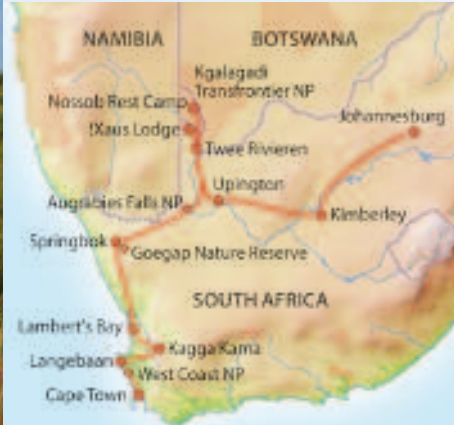 NAMIBIA
BOTSWANA
Kgalagadi
Transfrontier NP
Nossob Rest Camp
Johannesburg
!Xaus Lodge
Twee Rivieren
Upington
Augrabies Falls NP
Kimberley
Springbok
Goegap Nature Reserve
SOUTH AFRICA
Lambert's Bay
Kagga Kama
Langebaan
West Coast NP
Cape Town